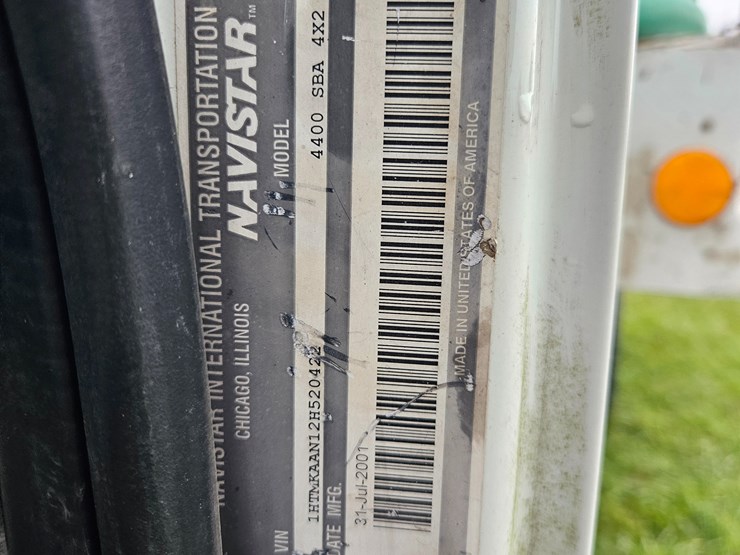 NAVISTAR INTERNATIONAL TRANSPORTATION
CHICAGO, ILLINOIS NAVISTAR™
VIN MODEL
1HTMKAAN12H520422 4400 SBA 4X2
DATE MFG.
31-Jul-2001
MADE IN UNITED STATES OF AMERICA